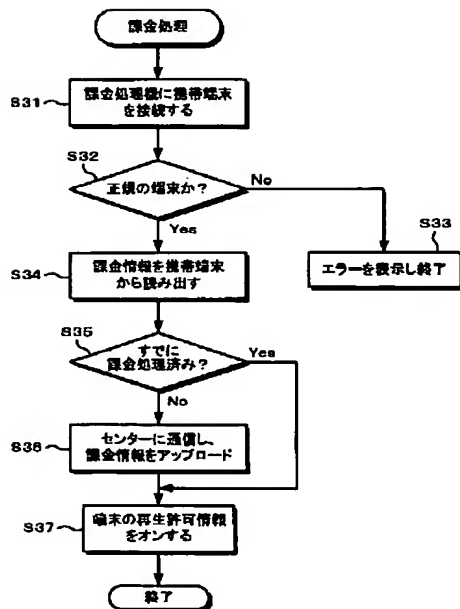 課金処理
S31
課金処理機に携帯端末
を接続する
S32
正規の端末か？
No
Yes
S33
エラーを表示し終了
S34
課金情報を携帯端末
から読み出す
S35
すでに
課金処理済み？
Yes
No
S36
センターに通信し、
課金情報をアップロード
S37
端末の再生許可情報
をオンする
終了